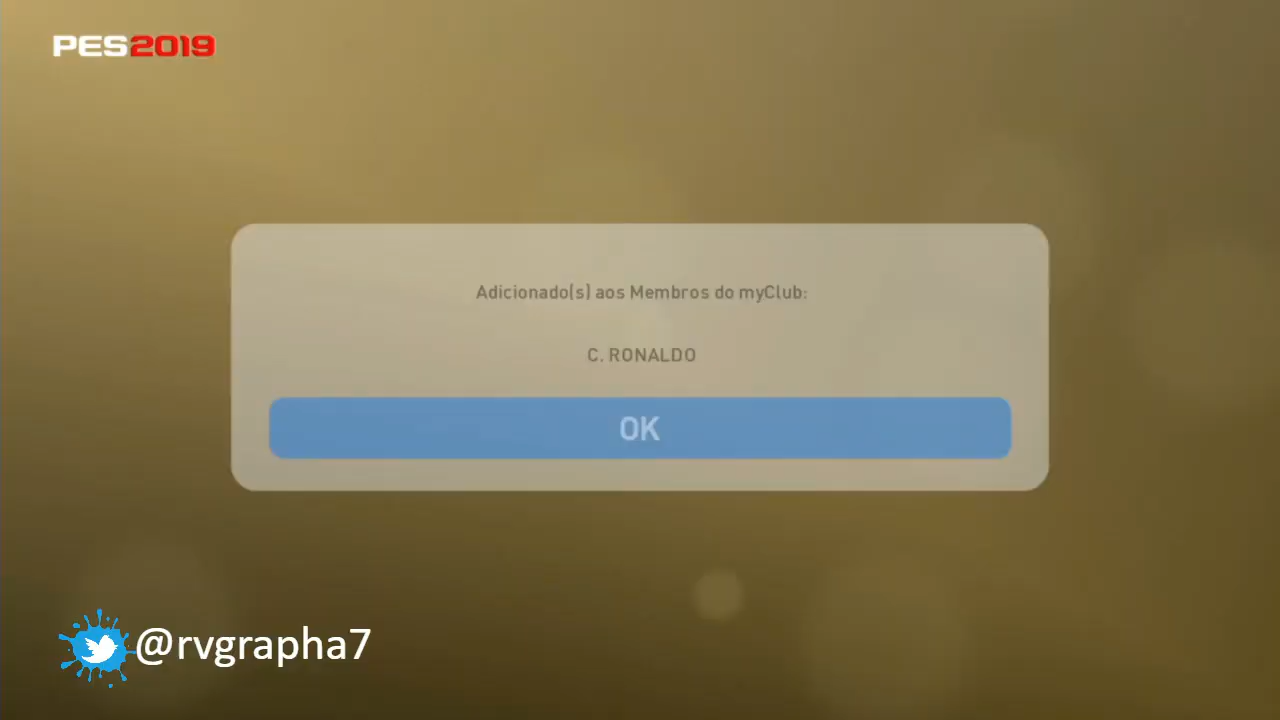 PES2019
Adicionado(s) aos Membros do myClub:
C. RONALDO
OK
@rvgrapha7